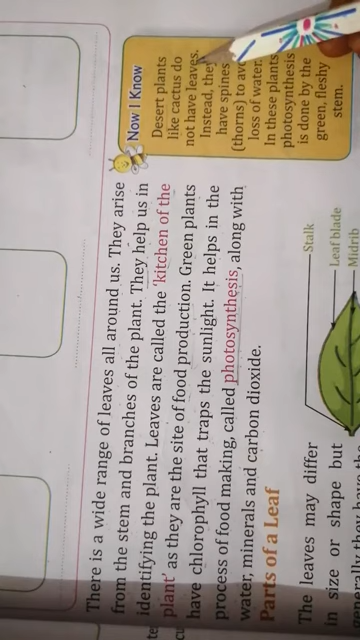 Now I Know
Desert plants
like cactus do
not have leaves.
Instead, they
have spines
(thorns) to
loss of water.
In these plants
photosynthesis
is done by the
green, fleshy
stem.
There is a wide range of leaves all around us. They arise
from the stem and branches of the plant. They help us in
identifying the plant. Leaves are called the 'kitchen of the
plant' as they are the site of food production. Green plants
have chlorophyll that traps the sunlight. It helps in the
process of food making, called photosynthesis, along with
water, minerals and carbon dioxide.
Parts of a Leaf
The leaves may differ
in size or shape but
Stalk
Leaf blade
Midrib